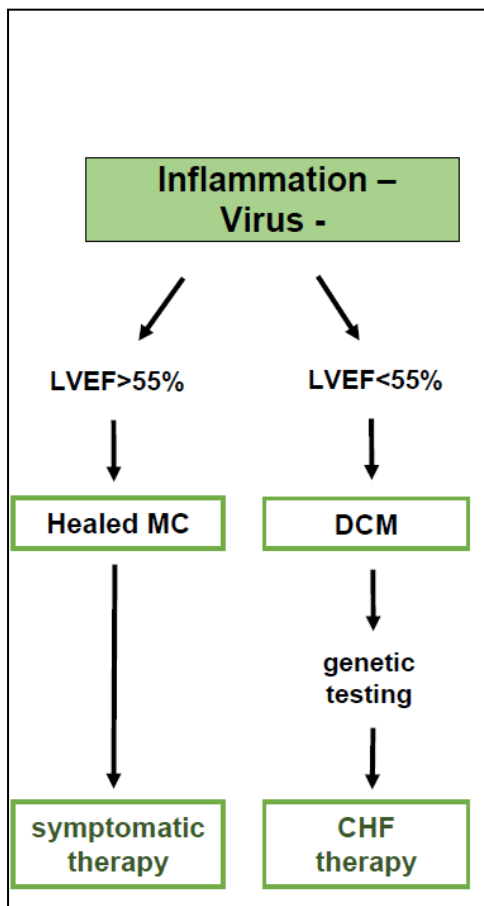 Inflammation –
Virus -
LVEF>55%
LVEF<55%
Healed MC
DCM
genetic
testing
symptomatic
therapy
CHF
therapy